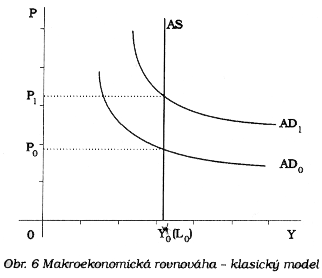 P
AS
P1
AD1
P0
AD0
0
Y*0(L0)
Y
Obr. 6 Makroekonomická rovnováha – klasický model